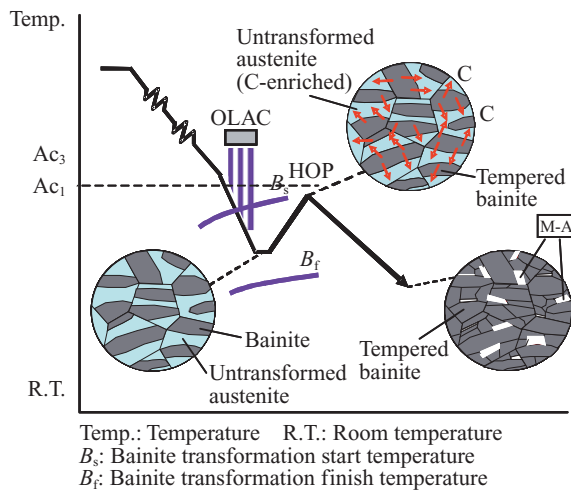 Temp.
Untransformed
austenite
(C-enriched)
C
C
OLAC
Ac3
Ac1
Bs
HOP
Tempered
bainite
M-A
Bf
Bainite
Untransformed
austenite
Tempered
bainite
R.T.
Temp.: Temperature R.T.: Room temperature
Bs: Bainite transformation start temperature
Bf: Bainite transformation finish temperature